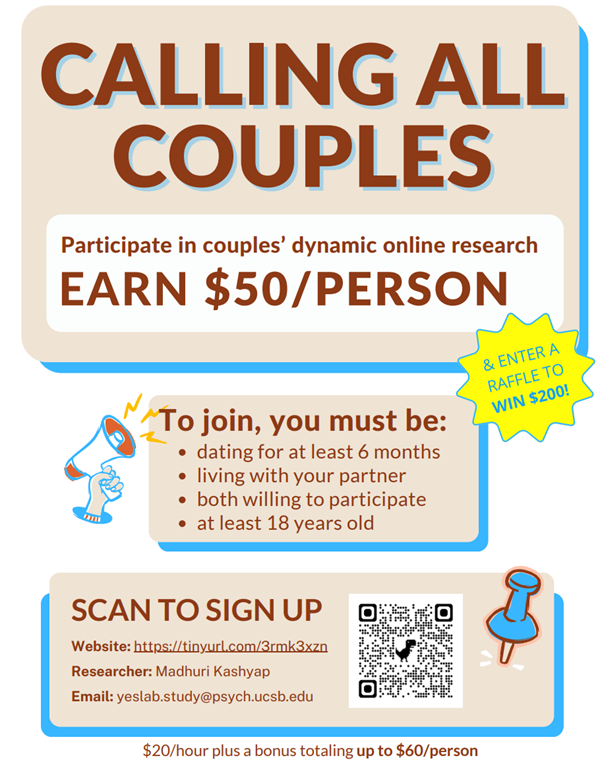 CALLING ALL
COUPLES
Participate in couples’ dynamic online research
EARN $50/PERSON
& ENTER A
RAFFLE TO
WIN $200!
To join, you must be:
• dating for at least 6 months
• living with your partner
• both willing to participate
• at least 18 years old
SCAN TO SIGN UP
Website: https://tinyurl.com/3rmk3xzn
Researcher: Madhuri Kashyap
Email: yeslab.study@psych.ucsb.edu
$20/hour plus a bonus totaling up to $60/person